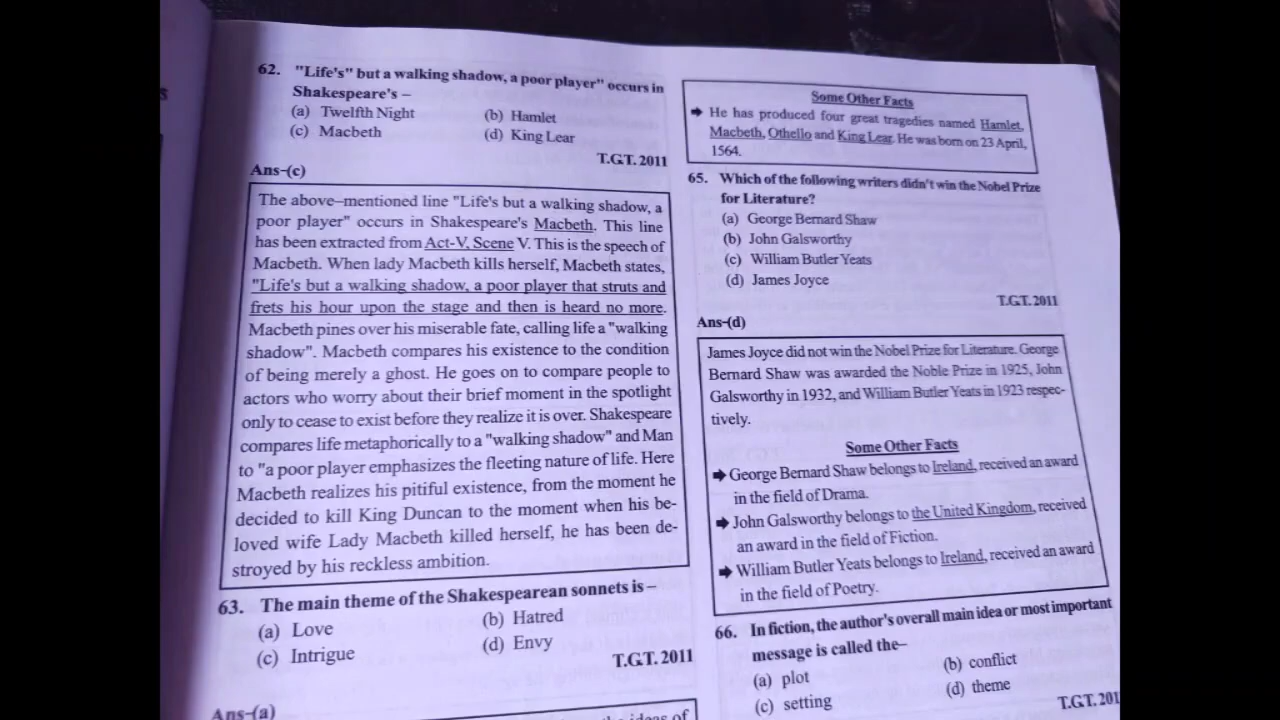 62. "Life's" but a walking shadow, a poor player" occurs in
Shakespeare's –
(a) Twelfth Night (b) Hamlet
(c) Macbeth (d) King Lear
T.G.T. 2011
Ans-(c)
The above–mentioned line "Life's but a walking shadow, a
poor player" occurs in Shakespeare's Macbeth. This line
has been extracted from Act-V, Scene V. This is the speech of
Macbeth. When lady Macbeth kills herself, Macbeth states,
"Life's but a walking shadow, a poor player that struts and
frets his hour upon the stage and then is heard no more.
Macbeth pines over his miserable fate, calling life a "walking
shadow". Macbeth compares his existence to the condition
of being merely a ghost. He goes on to compare people to
actors who worry about their brief moment in the spotlight
only to cease to exist before they realize it is over. Shakespeare
compares life metaphorically to a "walking shadow" and Man
to "a poor player emphasizes the fleeting nature of life. Here
Macbeth realizes his pitiful existence, from the moment he
decided to kill King Duncan to the moment when his be-
loved wife Lady Macbeth killed herself, he has been de-
stroyed by his reckless ambition.
63. The main theme of the Shakespearean sonnets is –
(a) Love (b) Hatred
(c) Intrigue (d) Envy
T.G.T. 2011
Ans-(a)
ideas of
Some Other Facts
➜ He has produced four great tragedies named Hamlet,
Macbeth, Othello and King Lear. He was born on 23 April,
1564.
65. Which of the following writers didn't win the Nobel Prize
for Literature?
(a) George Bernard Shaw
(b) John Galsworthy
(c) William Butler Yeats
(d) James Joyce
T.G.T. 2011
Ans-(d)
James Joyce did not win the Nobel Prize for Literature. George
Bernard Shaw was awarded the Noble Prize in 1925, John
Galsworthy in 1932, and William Butler Yeats in 1923 respec-
tively.
Some Other Facts
➜ George Bernard Shaw belongs to Ireland, received an award
in the field of Drama.
➜ John Galsworthy belongs to the United Kingdom, received
an award in the field of Fiction.
➜ William Butler Yeats belongs to Ireland, received an award
in the field of Poetry.
66. In fiction, the author's overall main idea or most important
message is called the–
(a) plot (b) conflict
(c) setting (d) theme
T.G.T. 201